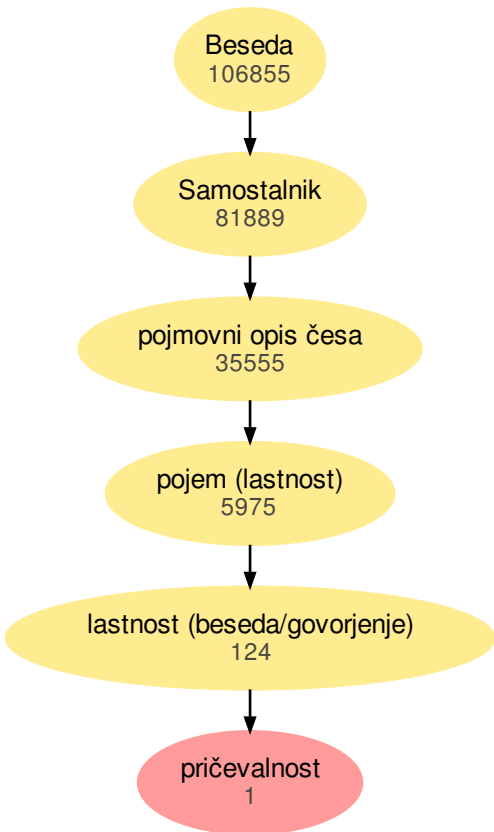 Beseda
106855
Samostalnik
81889
pojmovni opis česa
35555
pojem (lastnost)
5975
lastnost (beseda/govorjenje)
124
pričevalnost
1